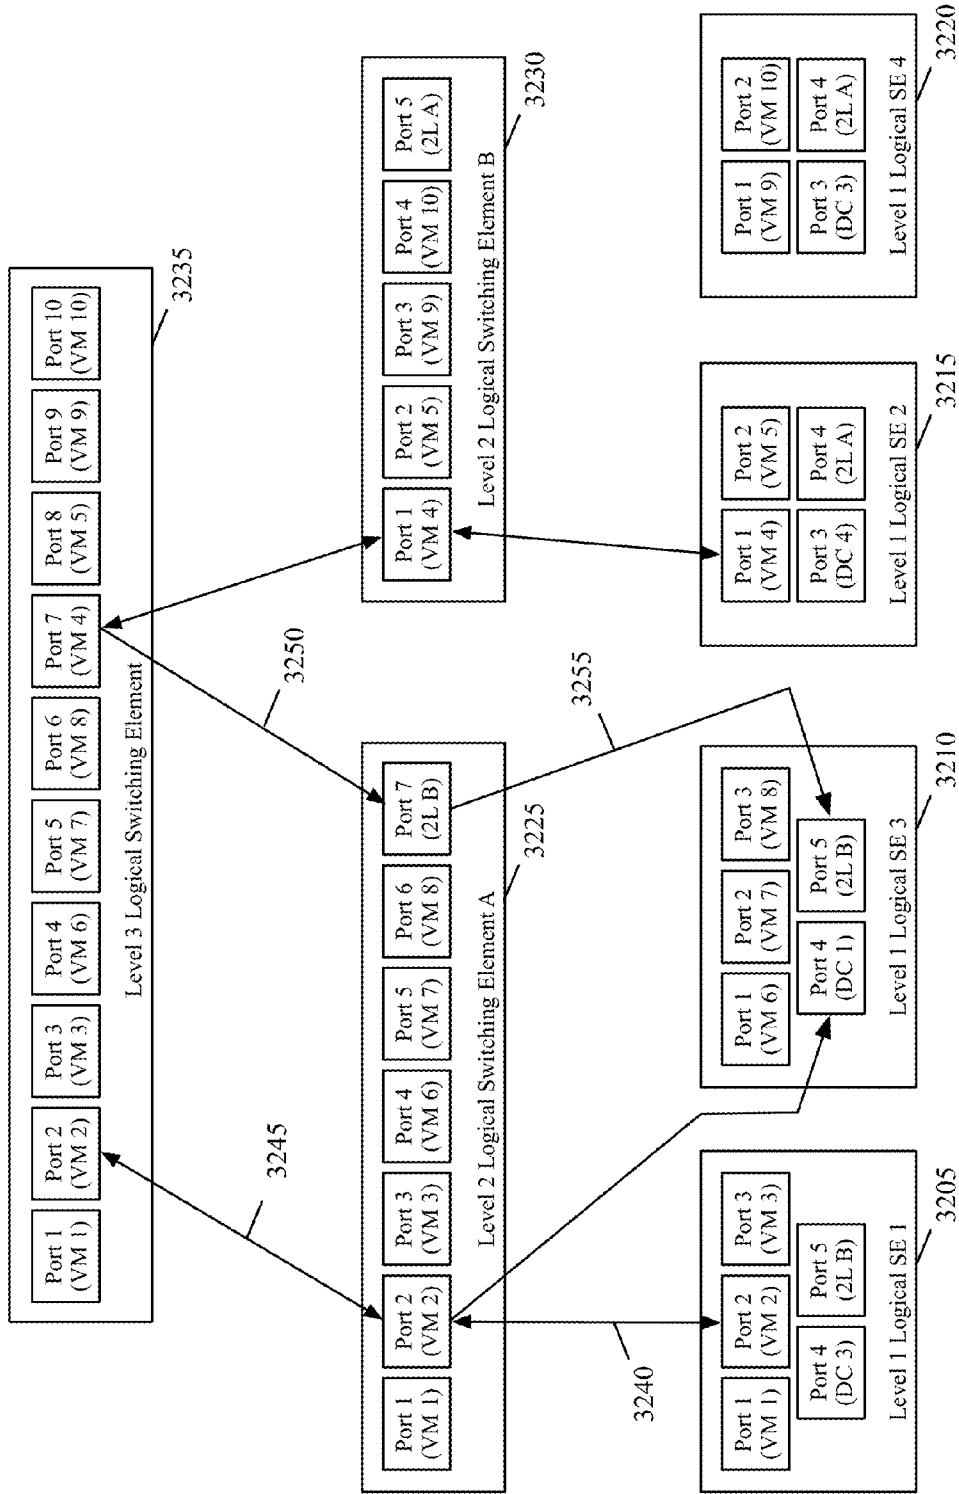 Port 1
(VM 1)
Port 2
(VM 2)
Port 3
(VM 3)
Port 4
(VM 6)
Port 5
(VM 7)
Port 6
(VM 8)
Port 7
(VM 4)
Port 8
(VM 5)
Port 9
(VM 9)
Port 10
(VM 10)
Level 3 Logical Switching Element
3235
3245
3250
Port 1
(VM 1)
Port 2
(VM 2)
Port 3
(VM 3)
Port 4
(VM 6)
Port 5
(VM 7)
Port 6
(VM 8)
Port 7
(2L B)
Level 2 Logical Switching Element A
3225
Port 1
(VM 4)
Port 2
(VM 5)
Port 3
(VM 9)
Port 4
(VM 10)
Port 5
(2L A)
Level 2 Logical Switching Element B
3230
3240
3255
Port 1
(VM 1)
Port 2
(VM 2)
Port 3
(VM 3)
Port 4
(DC 3)
Port 5
(2L B)
Level 1 Logical SE 1
3205
Port 1
(VM 6)
Port 2
(VM 7)
Port 3
(VM 8)
Port 4
(DC 1)
Port 5
(2L B)
Level 1 Logical SE 3
3210
Port 1
(VM 4)
Port 2
(VM 5)
Port 3
(DC 4)
Port 4
(2L A)
Level 1 Logical SE 2
3215
Port 1
(VM 9)
Port 2
(VM 10)
Port 3
(DC 3)
Port 4
(2L A)
Level 1 Logical SE 4
3220